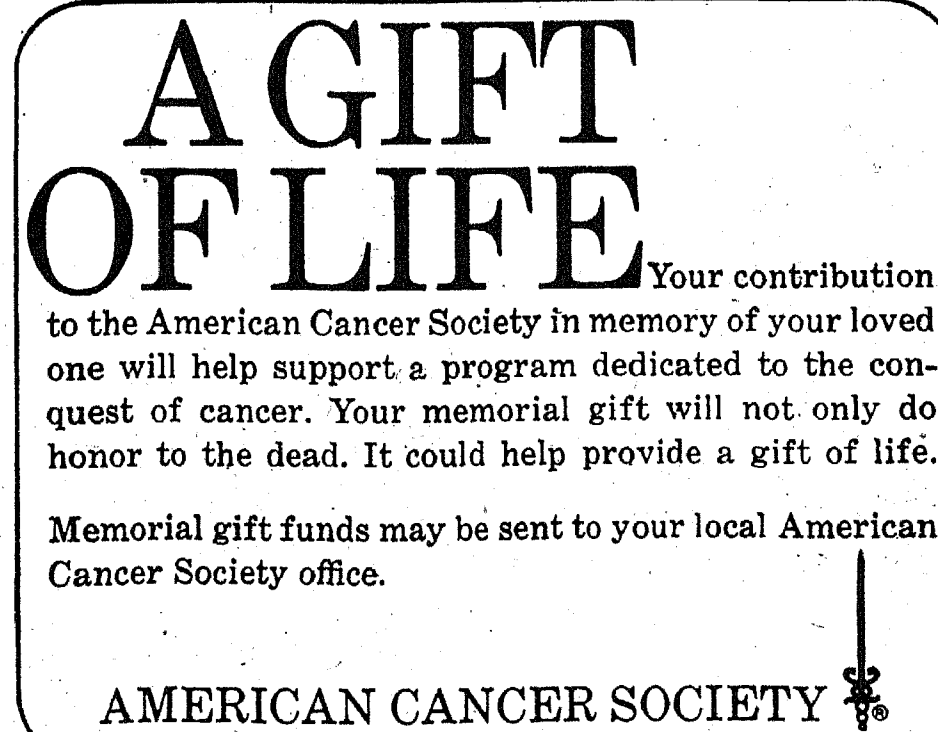 A GIFT
OF LIFE Your contribution
to the American Cancer Society in memory of your loved
one will help support a program dedicated to the con-
quest of cancer. Your memorial gift will not only do
honor to the dead. It could help provide a gift of life.
Memorial gift funds may be sent to your local American
Cancer Society office.
AMERICAN CANCER SOCIETY ®